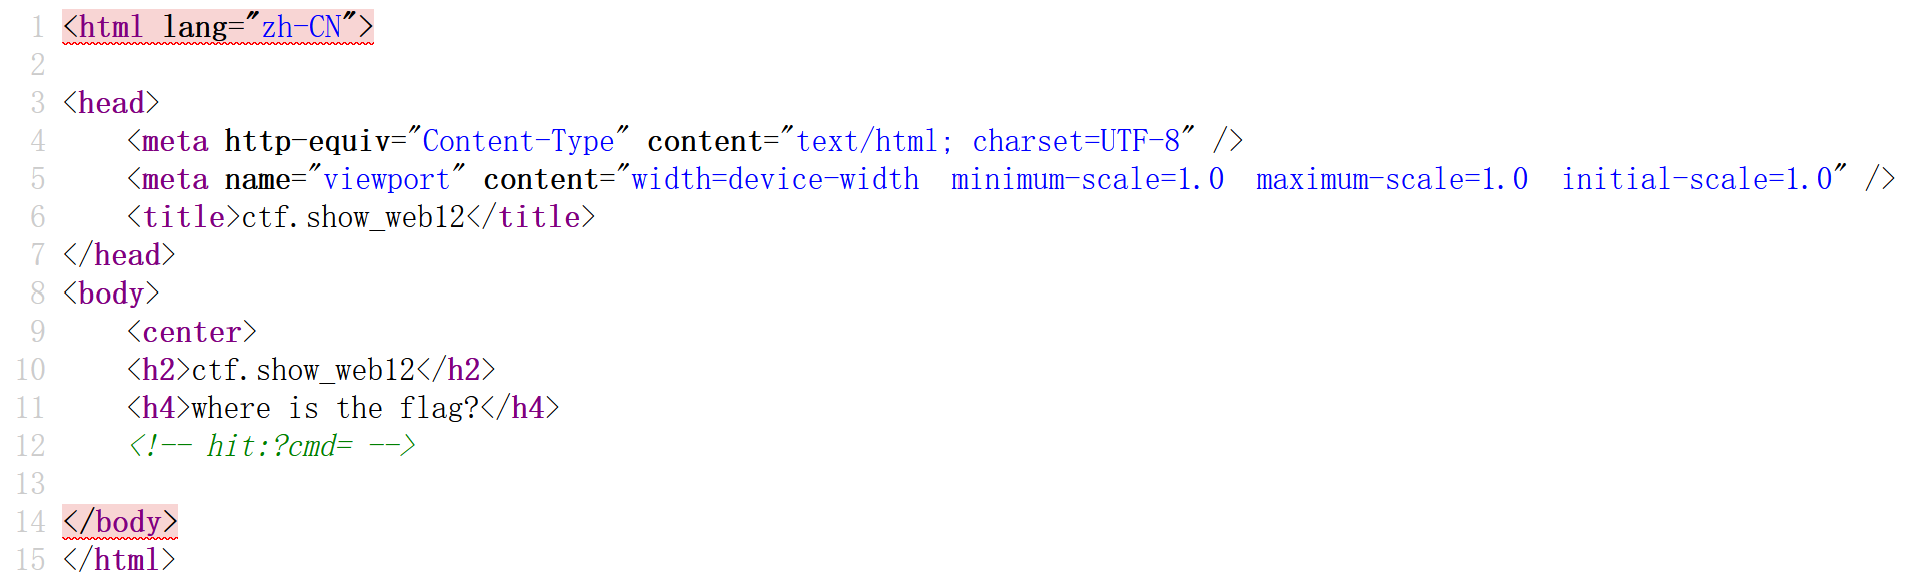 1 <html lang="zh-CN">
2
3 <head>
4     <meta http-equiv="Content-Type" content="text/html; charset=UTF-8" />
5     <meta name="viewport" content="width=device-width  minimum-scale=1.0  maximum-scale=1.0  initial-scale=1.0" />
6     <title>ctf.show_web12</title>
7 </head>
8 <body>
9     <center>
10     <h2>ctf.show_web12</h2>
11     <h4>where is the flag?</h4>
12     <!-- hit:?cmd= -->
13
14 </body>
15 </html>